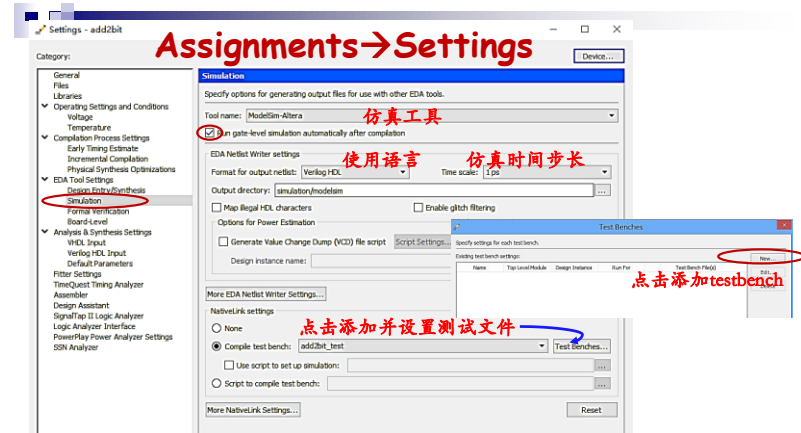 Settings - add2bit
Assignments→Settings
Category:
Device...
General
Files
Libraries
Operating Settings and Conditions
Voltage
Temperature
Compilation Process Settings
Early Timing Estimate
Incremental Compilation
Physical Synthesis Optimizations
EDA Tool Settings
Design Entry/Synthesis
Simulation
Formal Verification
Board-Level
Analysis & Synthesis Settings
VHDL Input
Verilog HDL Input
Default Parameters
Fitter Settings
TimeQuest Timing Analyzer
Assembler
Design Assistant
SignalTap II Logic Analyzer
Logic Analyzer Interface
PowerPlay Power Analyzer Settings
SSN Analyzer
Simulation
Specify options for generating output files for use with other EDA tools.
Tool name: ModelSim-Altera
仿真工具
Run gate-level simulation automatically after compilation
EDA Netlist Writer settings
使用语言 仿真时间步长
Format for output netlist: Verilog HDL Time scale: 1 ps
Output directory: simulation/modelsim ...
Map illegal HDL characters Enable glitch filtering
Options for Power Estimation
Generate Value Change Dump (VCD) file script Script Settings...
Design instance name:
More EDA Netlist Writer Settings...
NativeLink settings
None
点击添加并设置测试文件
Compile test bench: add2bit_test Test Benches...
Use script to set up simulation: ...
Script to compile test bench: ...
More NativeLink Settings... Reset
Test Benches
Specify settings for each test bench.
Existing test bench settings:
New...
Name Top Level Module Design Instance Run For Test Bench File(s)
Edit...
Delete
点击添加testbench